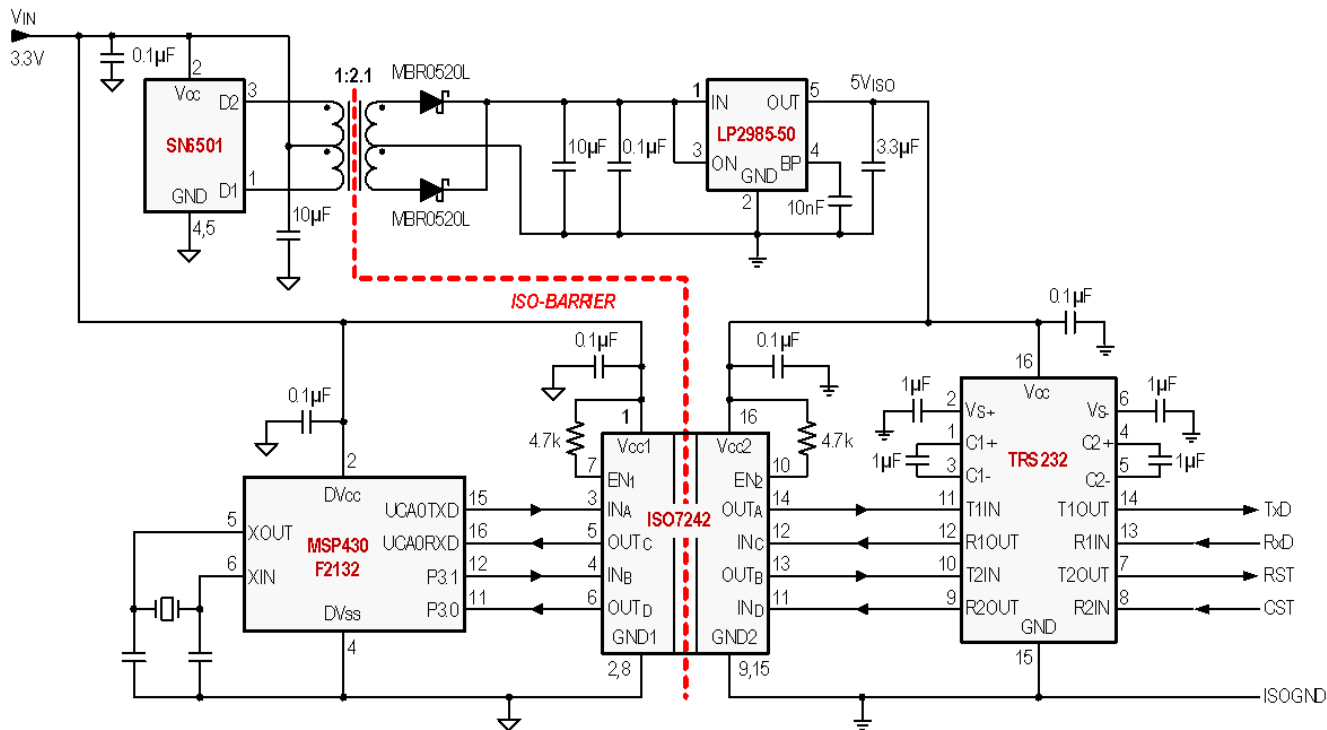 VIN
3.3V
0.1µF
2
Vcc
D2
3
SN6501
D1
1
GND
4,5
10µF
1:2.1
MBR0520L
MBR0520L
10µF
0.1µF
1
IN
OUT
5
LP2985-50
3
ON
BP
4
GND
2
10nF
3.3µF
5VISO
ISO-BARRIER
0.1µF
0.1µF
0.1µF
0.1µF
4.7k
4.7k
1
16
Vcc1
Vcc2
7
EN1
EN2
10
ISO7242
3
INA
OUTA
14
5
OUTC
INC
12
4
INB
OUTB
13
6
OUTD
IND
11
GND1
GND2
2,8
9,15
2
DVcc
5
XOUT
6
XIN
MSP430
F2132
UCA0TXD
15
UCA0RXD
16
P3.1
12
P3.0
11
DVss
4
16
Vcc
1µF
2
VS+
VS-
6
1µF
1
C1+
C2+
4
1µF
TRS232
1µF
3
C1-
C2-
5
11
T1IN
T1OUT
14
TxD
12
R1OUT
R1IN
13
RxD
10
T2IN
T2OUT
7
RST
9
R2OUT
R2IN
8
CST
GND
15
ISOGND